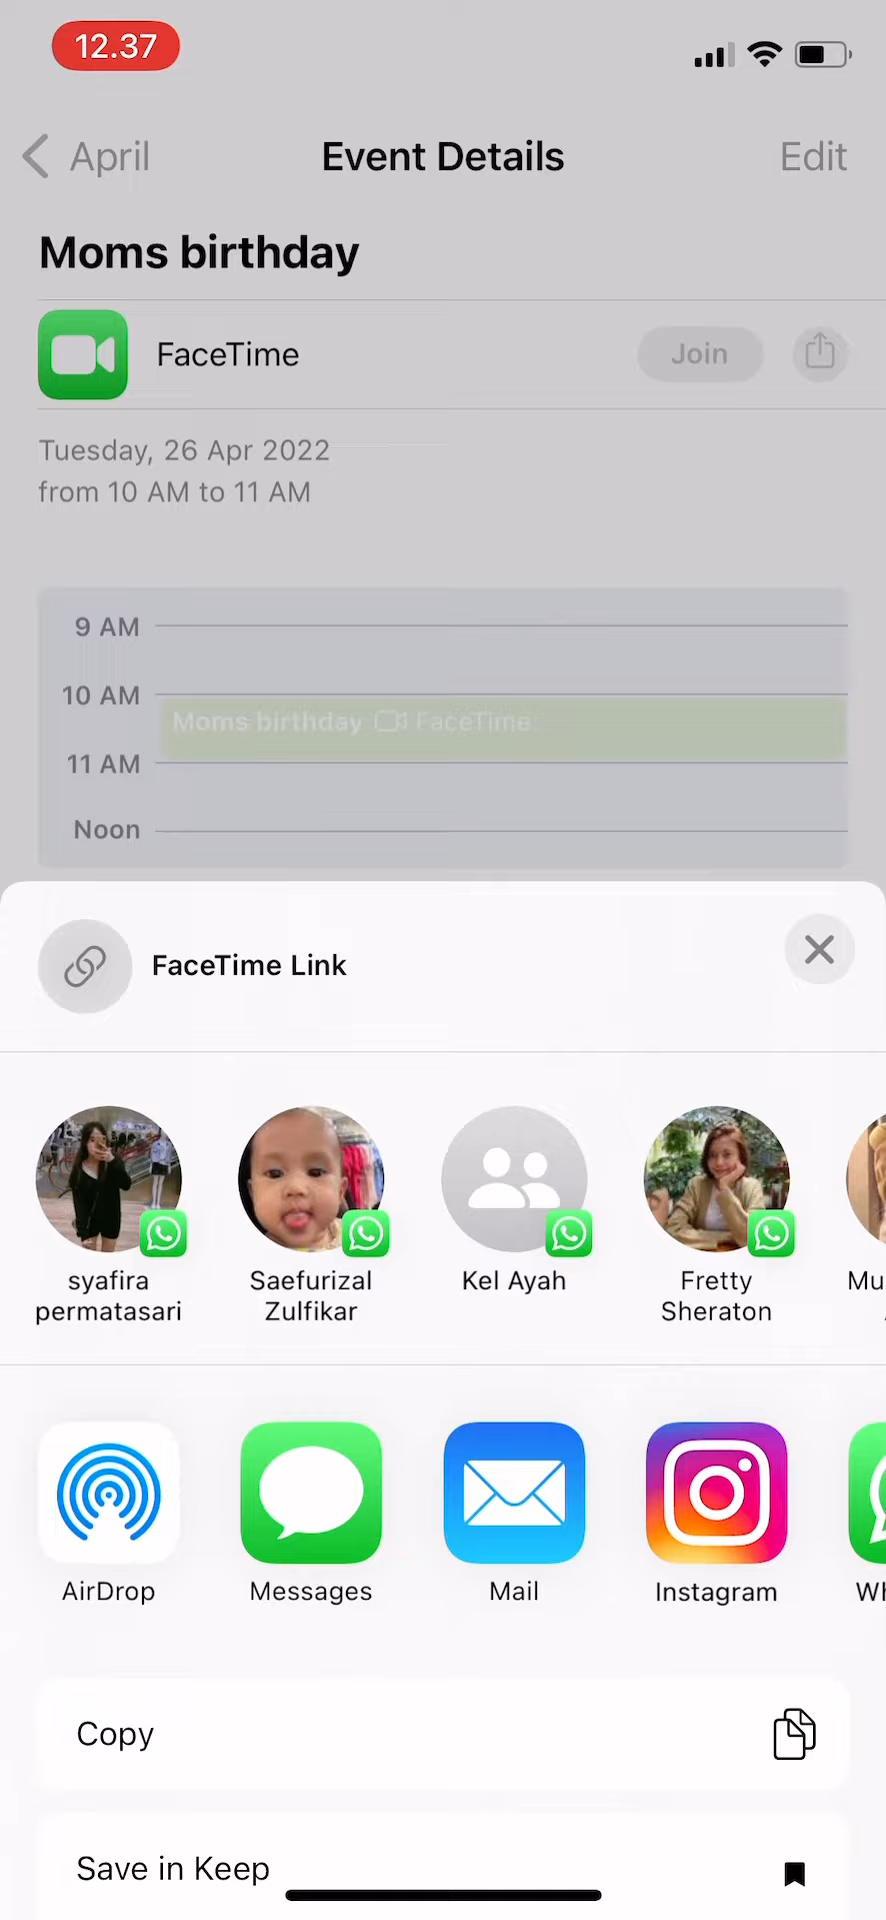 12.37
April
Event Details
Edit
Moms birthday
FaceTime
Join
Tuesday, 26 Apr 2022
from 10 AM to 11 AM
9 AM
10 AM
Moms birthday FaceTime
11 AM
Noon
FaceTime Link
syafira
permatasari
Saefurizal
Zulfikar
Kel Ayah
Fretty
Sheraton
Mu
AirDrop
Messages
Mail
Instagram
Wh
Copy
Save in Keep